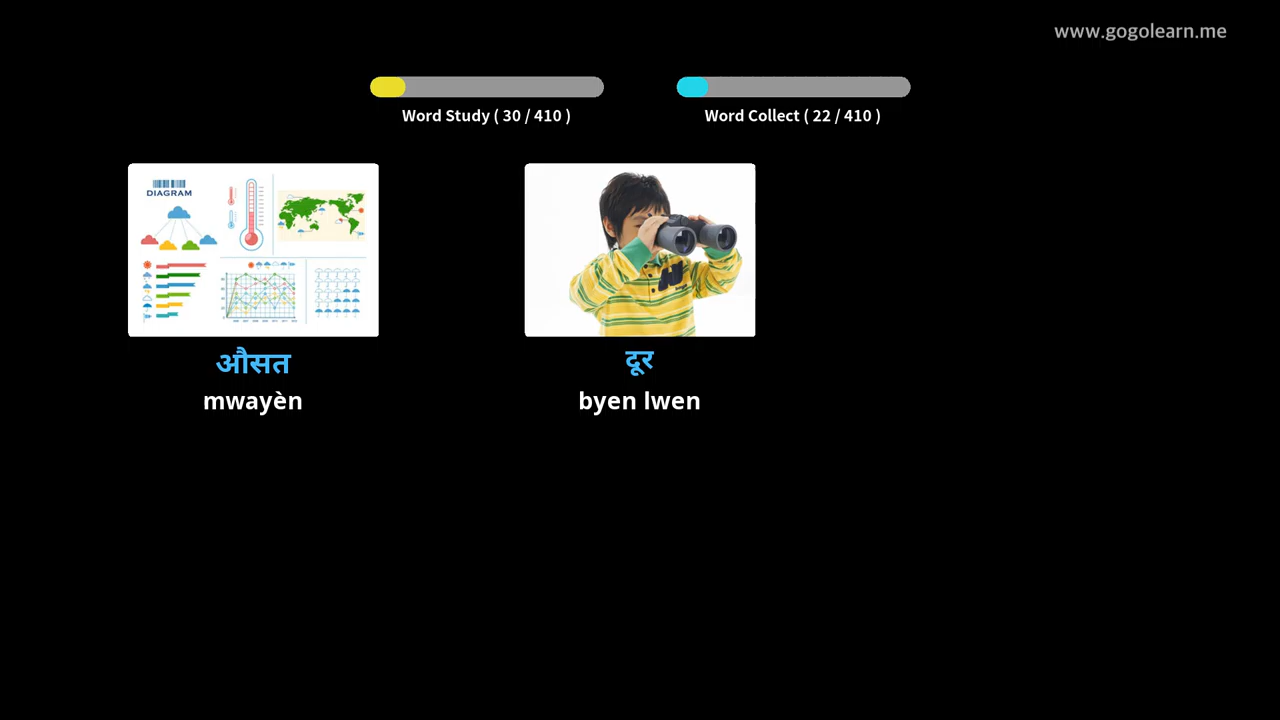 www.gogolearn.me
Word Study ( 30 / 410 )
Word Collect ( 22 / 410 )
DIAGRAM
औसत
mwayèn
दूर
byen lwen